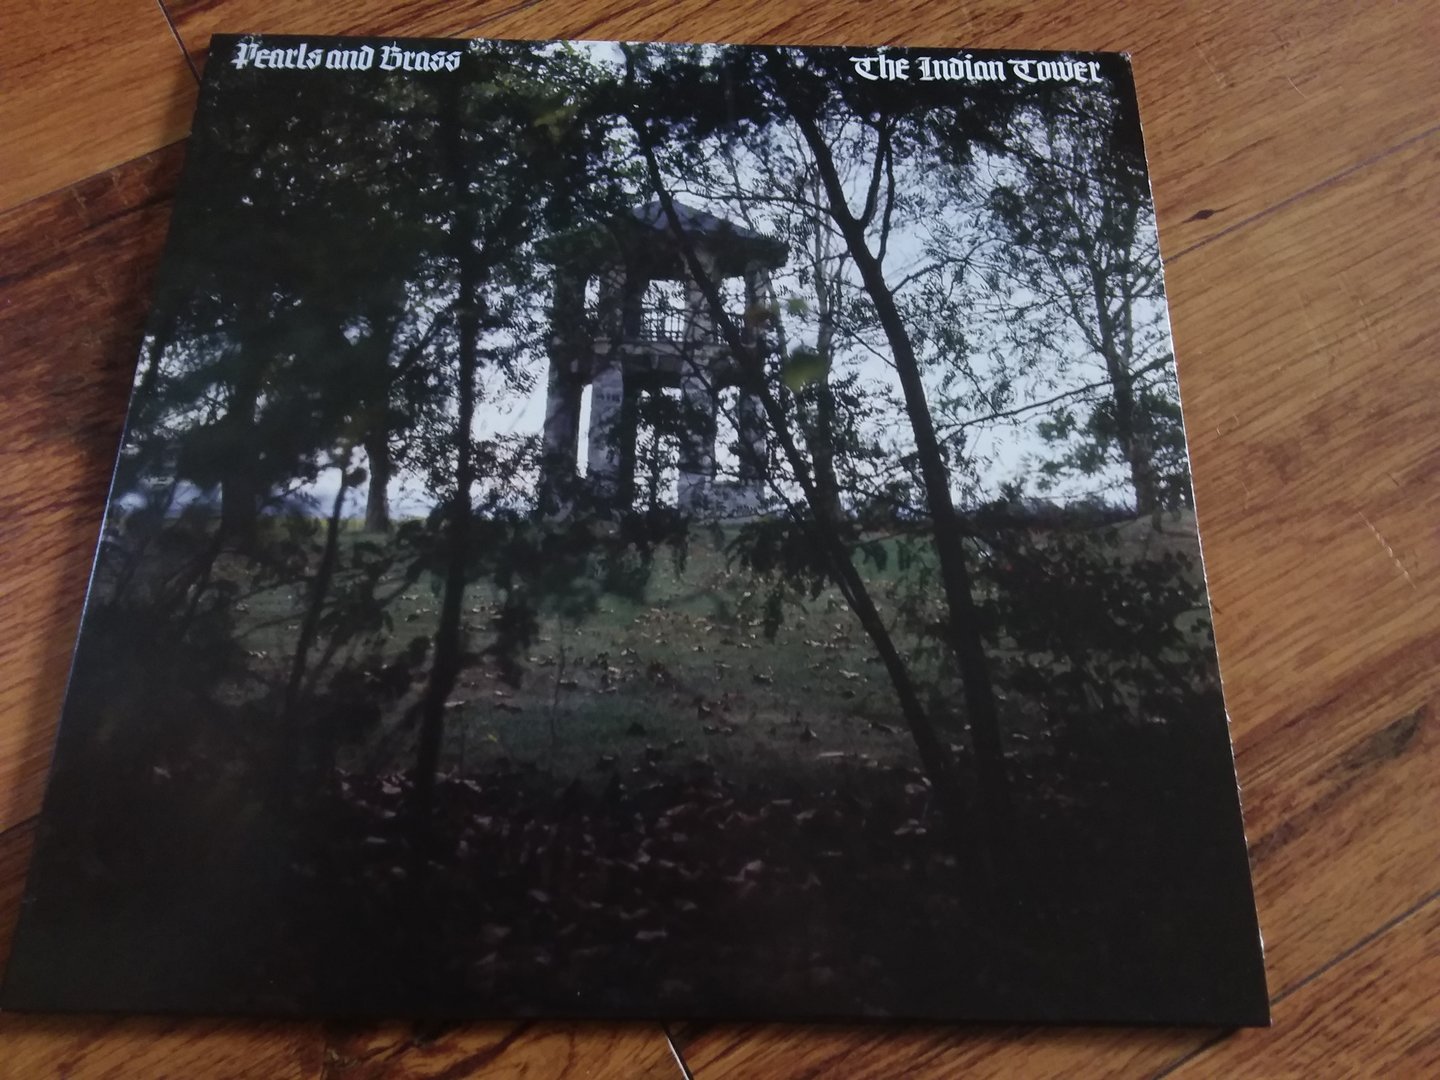 Pearls and Brass
The Indian Tower